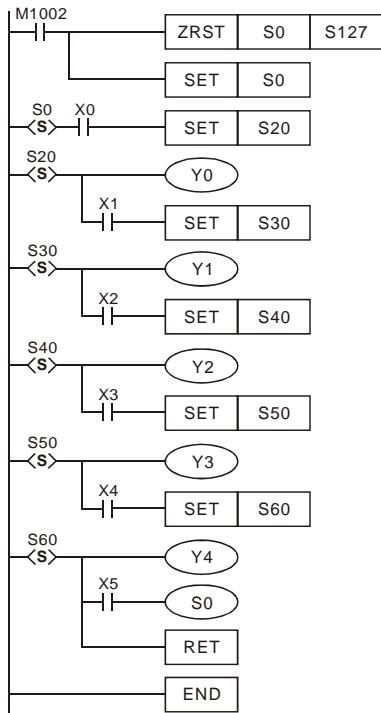 M1002
ZRST S0 S127
SET S0
S0 X0
S SET S20
S20
S Y0
X1
SET S30
S30
S Y1
X2
SET S40
S40
S Y2
X3
SET S50
S50
S Y3
X4
SET S60
S60
S Y4
X5
S0
RET
END